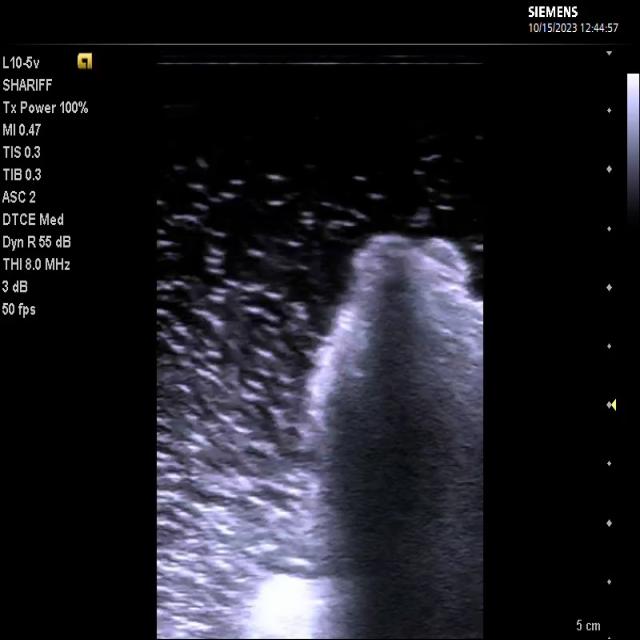 SIEMENS
10/15/2023 12:44:57
L10-5v
SHARIFF
Tx Power 100%
MI 0.47
TIS 0.3
TIB 0.3
ASC 2
DTCE Med
Dyn R 55 dB
THI 8.0 MHz
3 dB
50 fps
5 cm